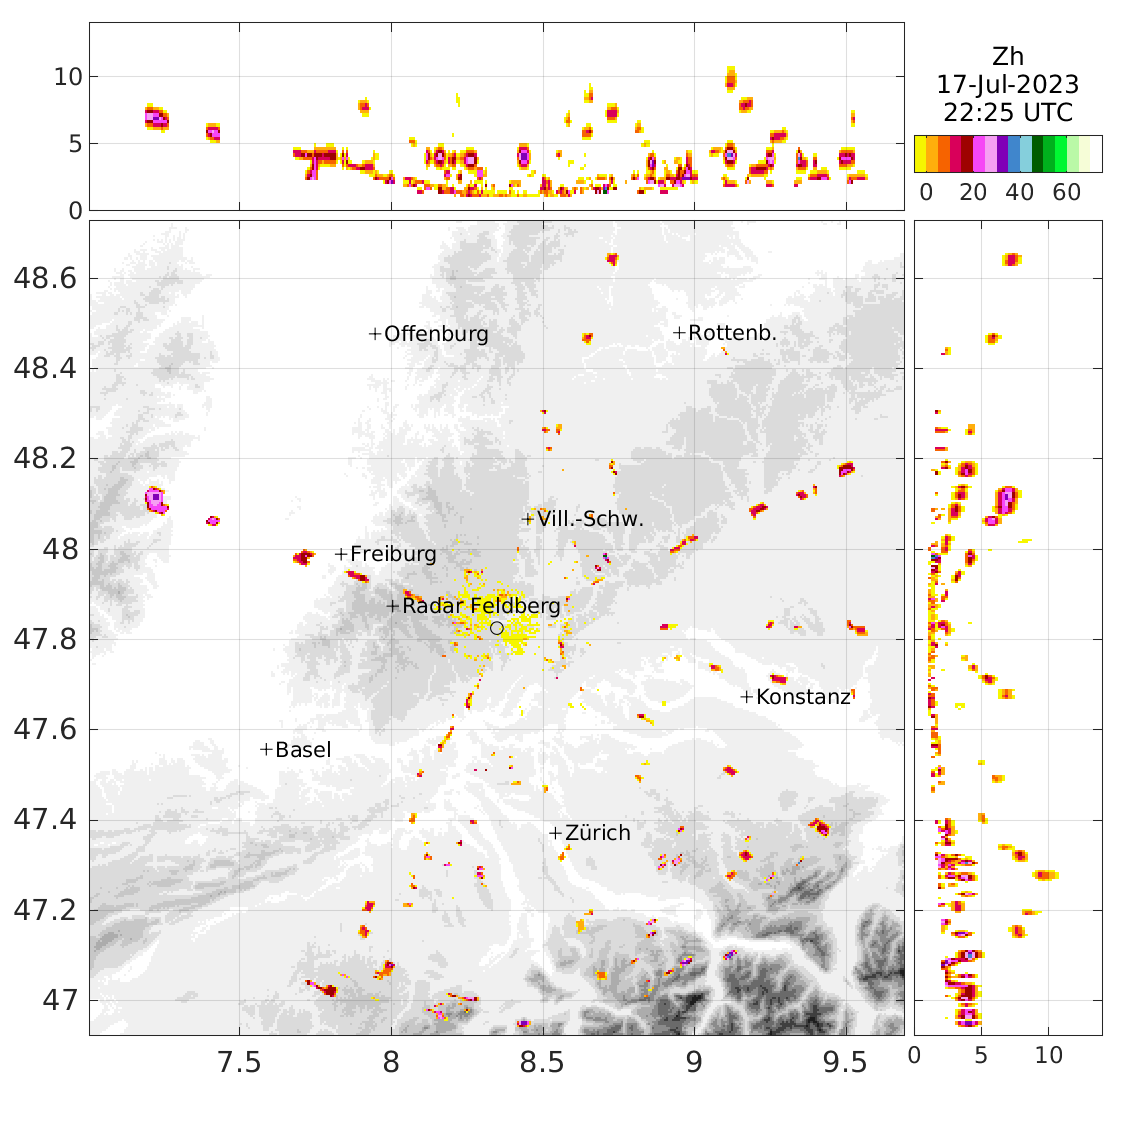 10
5
0
Zh
17-Jul-2023
22:25 UTC
0 20 40 60
48.6
48.4
48.2
48
47.8
47.6
47.4
47.2
47
+Offenburg
+Rottenb.
+Vill.-Schw.
+Freiburg
+Radar Feldberg
+Konstanz
+Basel
+Zürich
7.5 8 8.5 9 9.5
0 5 10